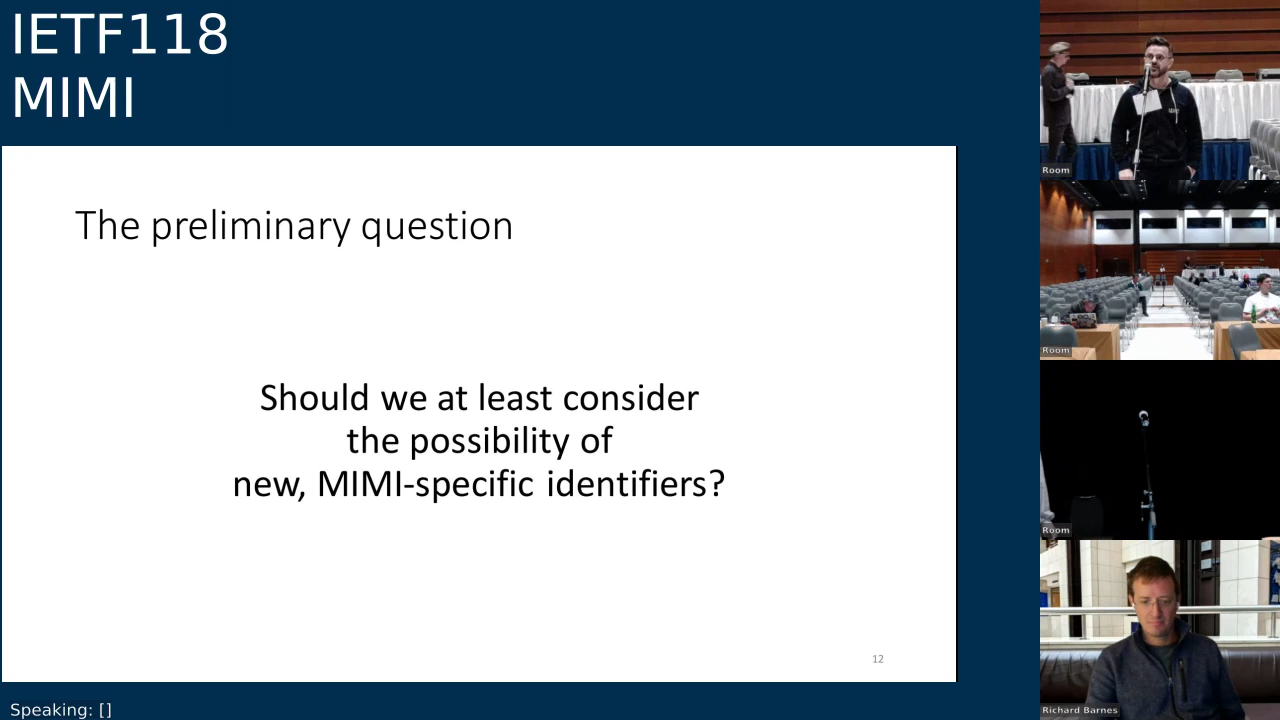 IETF118
MIMI
The preliminary question
Should we at least consider
the possibility of
new, MIMI-specific identifiers?
12
Speaking: []
Room
Room
Room
Richard Barnes